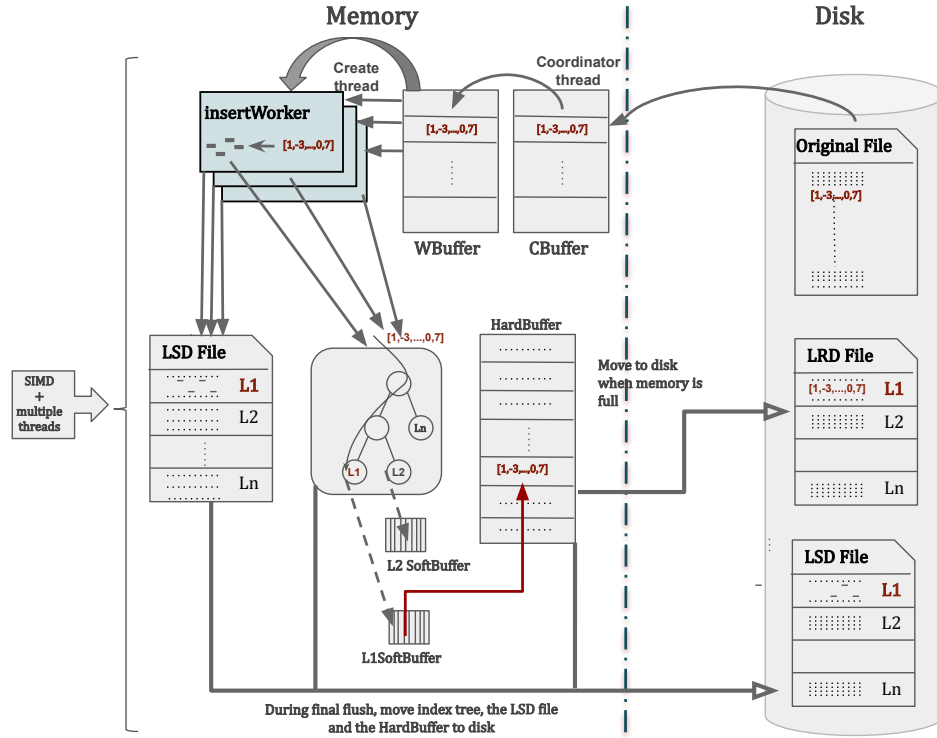 Memory
Disk
Create
thread
Coordinator
thread
insertWorker
[1,-3,...,0,7]
[1,-3,...,0,7]
[1,-3,...,0,7]
WBuffer
CBuffer
Original File
[1,-3,...,0,7]
SIMD
+
multiple
threads
LSD File
L1
L2
Ln
[1,-3,...,0,7]
Ln
L1
L2
L2 SoftBuffer
L1SoftBuffer
HardBuffer
[1,-3,...,0,7]
Move to disk
when memory is
full
LRD File
[1,-3,...,0,7]
L1
L2
Ln
LSD File
L1
L2
Ln
During final flush, move index tree, the LSD file
and the HardBuffer to disk